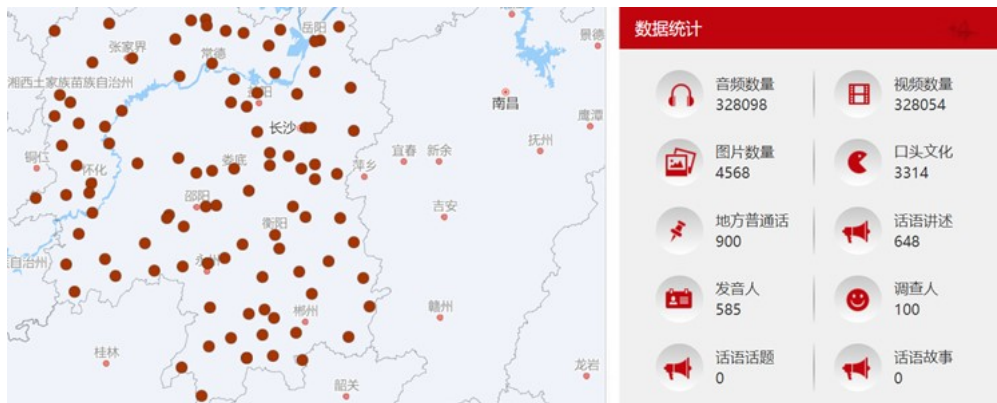 岳阳
景德
张家界
常德
湘西土家族苗族自治州
益阳
南昌
长沙
鹰潭
抚州
铜仁
宜春
新余
萍乡
娄底
怀化
邵阳
吉安
衡阳
自治州
永州
郴州
赣州
桂林
龙岩
韶关
数据统计
音频数量
328098
视频数量
328054
图片数量
4568
口头文化
3314
地方普通话
900
话语讲述
648
发音人
585
调查人
100
话语话题
0
话语故事
0